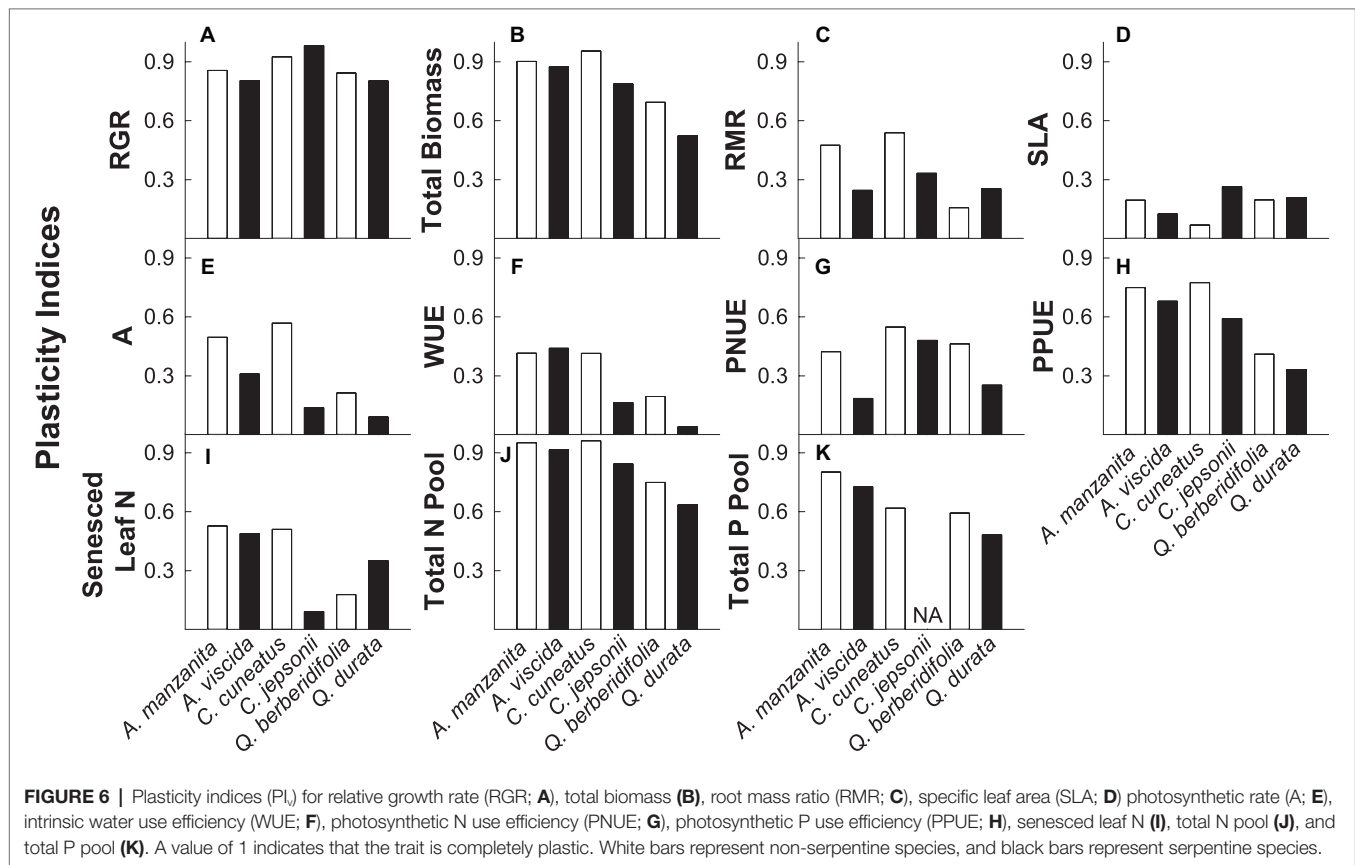 Plasticity Indices
A
RGR
0.9
0.6
0.3
B
Total Biomass
0.9
0.6
0.3
C
RMR
0.9
0.6
0.3
D
SLA
0.9
0.6
0.3
E
A
0.9
0.6
0.3
F
WUE
0.9
0.6
0.3
G
PNUE
0.9
0.6
0.3
H
PPUE
0.9
0.6
0.3
A. manzanita
A. viscida
C. cuneatus
C. jepsonii
Q. berberidifolia
Q. durata
I
Senesced
Leaf N
0.9
0.6
0.3
A. manzanita
A. viscida
C. cuneatus
C. jepsonii
Q. berberidifolia
Q. durata
J
Total N Pool
0.9
0.6
0.3
A. manzanita
A. viscida
C. cuneatus
C. jepsonii
Q. berberidifolia
Q. durata
K
Total P Pool
0.9
0.6
0.3
NA
A. manzanita
A. viscida
C. cuneatus
C. jepsonii
Q. berberidifolia
Q. durata
FIGURE 6 | Plasticity indices (PIv) for relative growth rate (RGR; A), total biomass (B), root mass ratio (RMR; C), specific leaf area (SLA; D) photosynthetic rate (A; E),
intrinsic water use efficiency (WUE; F), photosynthetic N use efficiency (PNUE; G), photosynthetic P use efficiency (PPUE; H), senesced leaf N (I), total N pool (J), and
total P pool (K). A value of 1 indicates that the trait is completely plastic. White bars represent non-serpentine species, and black bars represent serpentine species.